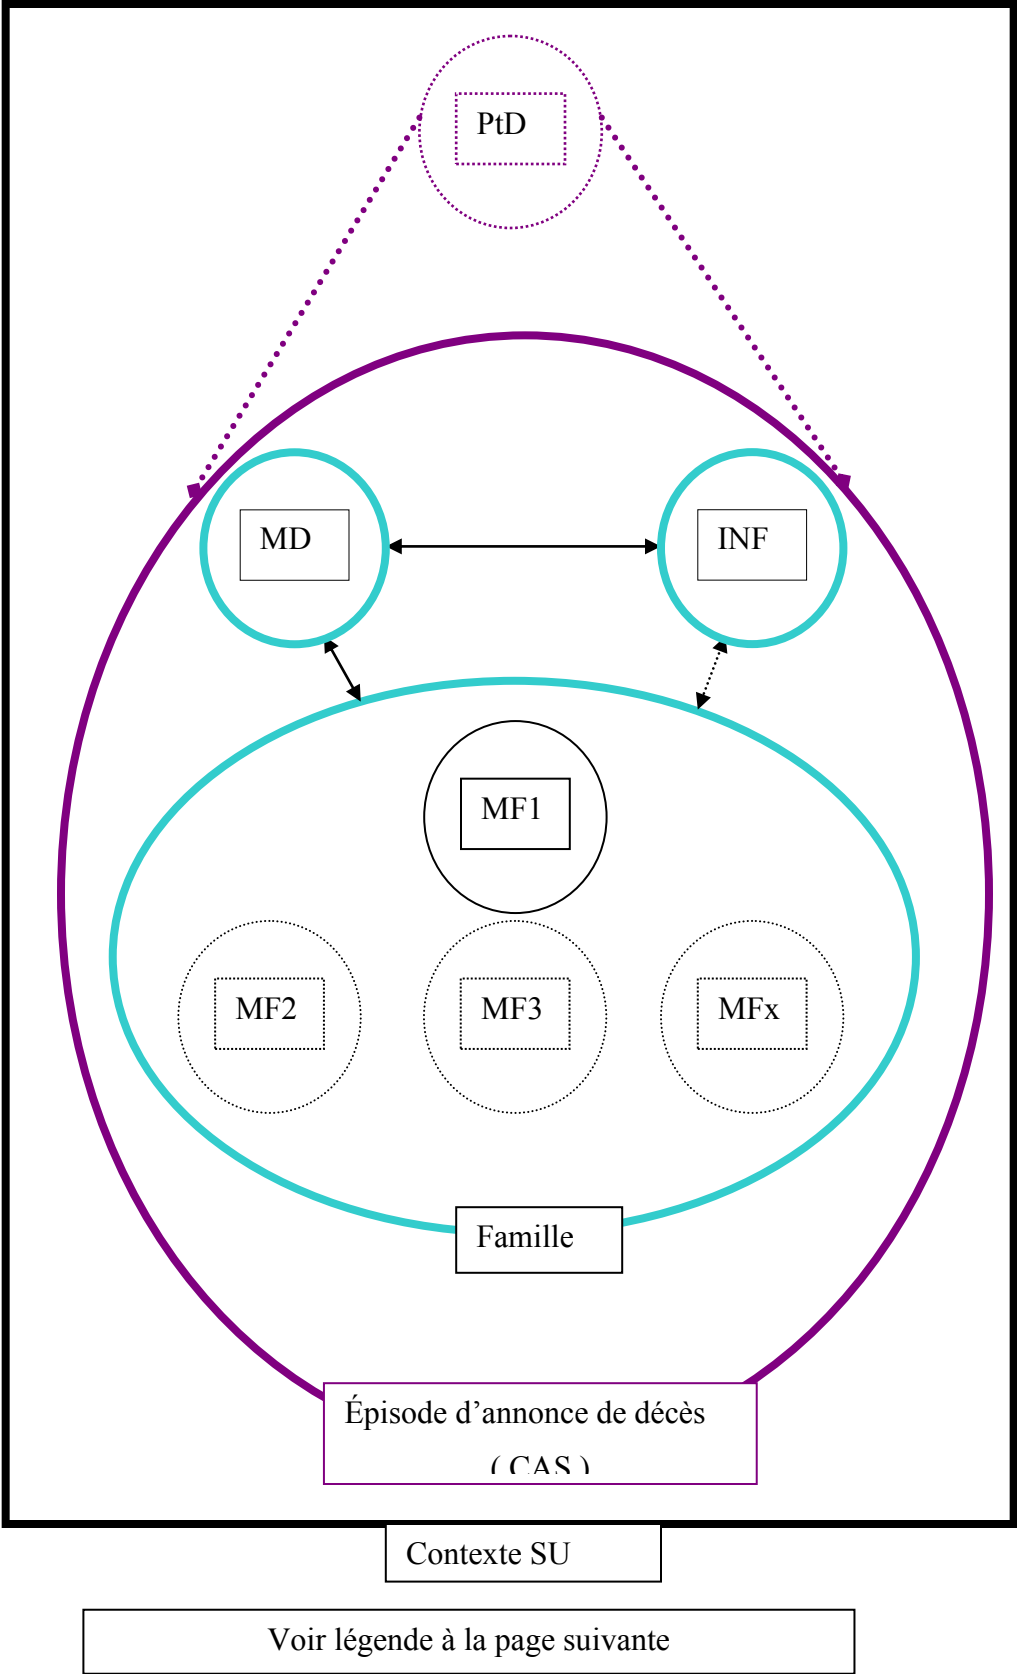 PtD
MD
INF
MF1
MF2
MF3
MFx
Famille
Épisode d’annonce de décès
( CAS )
Contexte SU
Voir légende à la page suivante